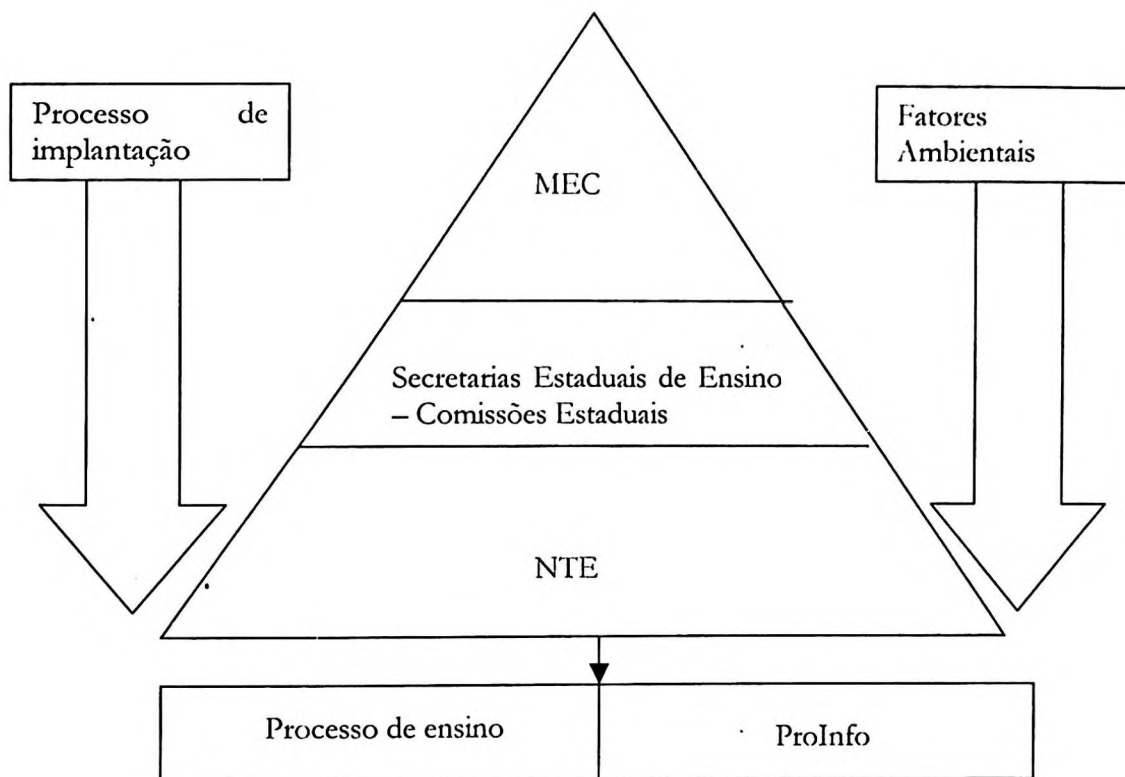 Processo de
implantação
Fatores
Ambientais
MEC
Secretarias Estaduais de Ensino
– Comissões Estaduais
NTE
Processo de ensino
ProInfo